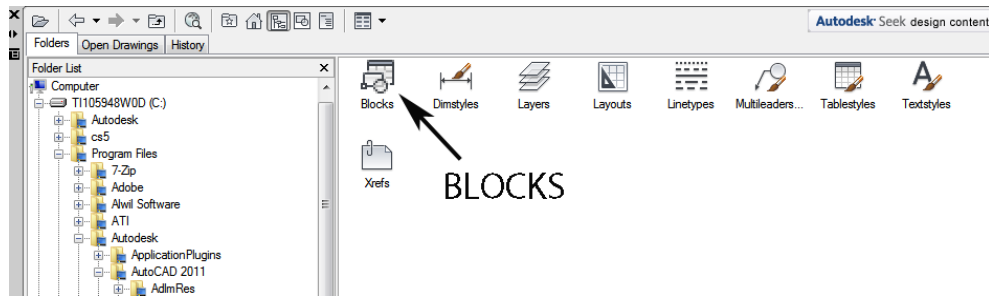 Autodesk® Seek design content
Folders Open Drawings History
Folder List
Computer
TI105948W0D (C:)
Autodesk
cs5
Program Files
7-Zip
Adobe
Alwil Software
ATI
Autodesk
ApplicationPlugins
AutoCAD 2011
AdlmRes
Blocks Dimstyles Layers Layouts Linetypes Multileaders... Tablestyles Textstyles
Xrefs
BLOCKS